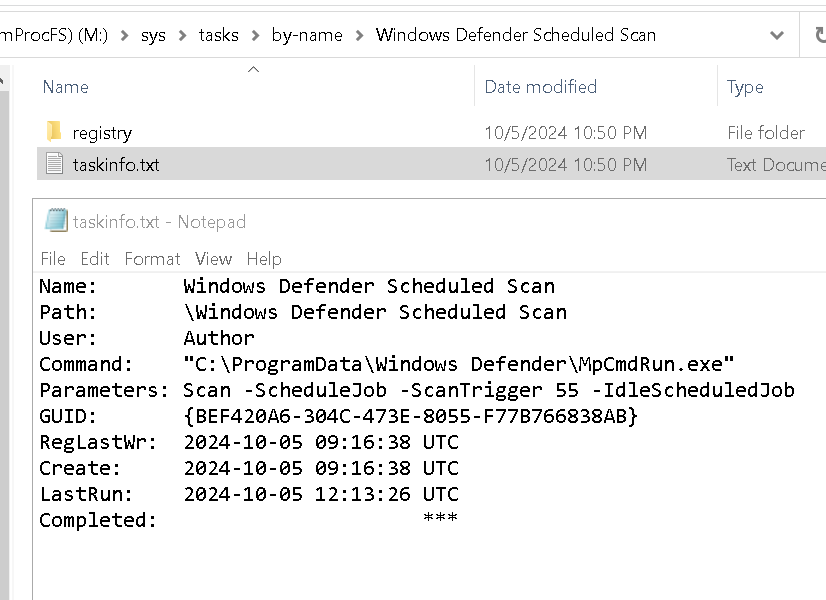 mProcFS) (M:) > sys > tasks > by-name > Windows Defender Scheduled Scan
Name Date modified Type
registry 10/5/2024 10:50 PM File folder
taskinfo.txt 10/5/2024 10:50 PM Text Docume
taskinfo.txt - Notepad
File Edit Format View Help
Name: Windows Defender Scheduled Scan
Path: \Windows Defender Scheduled Scan
User: Author
Command: "C:\ProgramData\Windows Defender\MpCmdRun.exe"
Parameters: Scan -ScheduleJob -ScanTrigger 55 -IdleScheduledJob
GUID: {BEF420A6-304C-473E-8055-F77B766838AB}
RegLastWr: 2024-10-05 09:16:38 UTC
Create: 2024-10-05 09:16:38 UTC
LastRun: 2024-10-05 12:13:26 UTC
Completed: ***